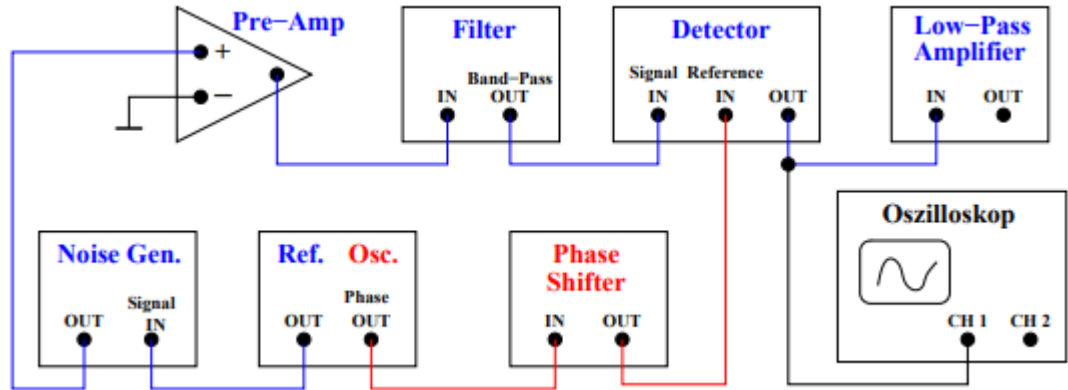 Pre−Amp
+
−
Filter
Band−Pass
IN OUT
Detector
Signal Reference
IN IN OUT
Low−Pass
Amplifier
IN OUT
Noise Gen.
Signal
OUT IN
Ref. Osc.
Phase
OUT OUT
Phase
Shifter
IN OUT
Oszilloskop
CH 1 CH 2